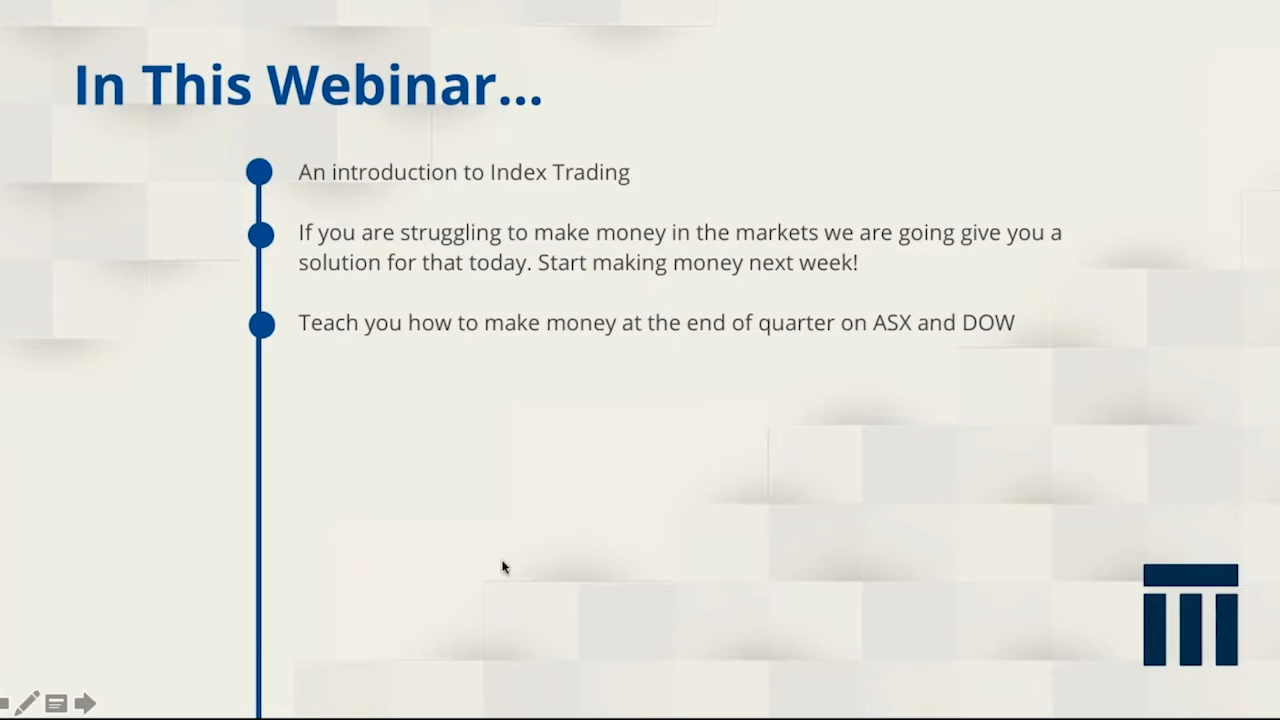 In This Webinar...
An introduction to Index Trading
If you are struggling to make money in the markets we are going give you a
solution for that today. Start making money next week!
Teach you how to make money at the end of quarter on ASX and DOW